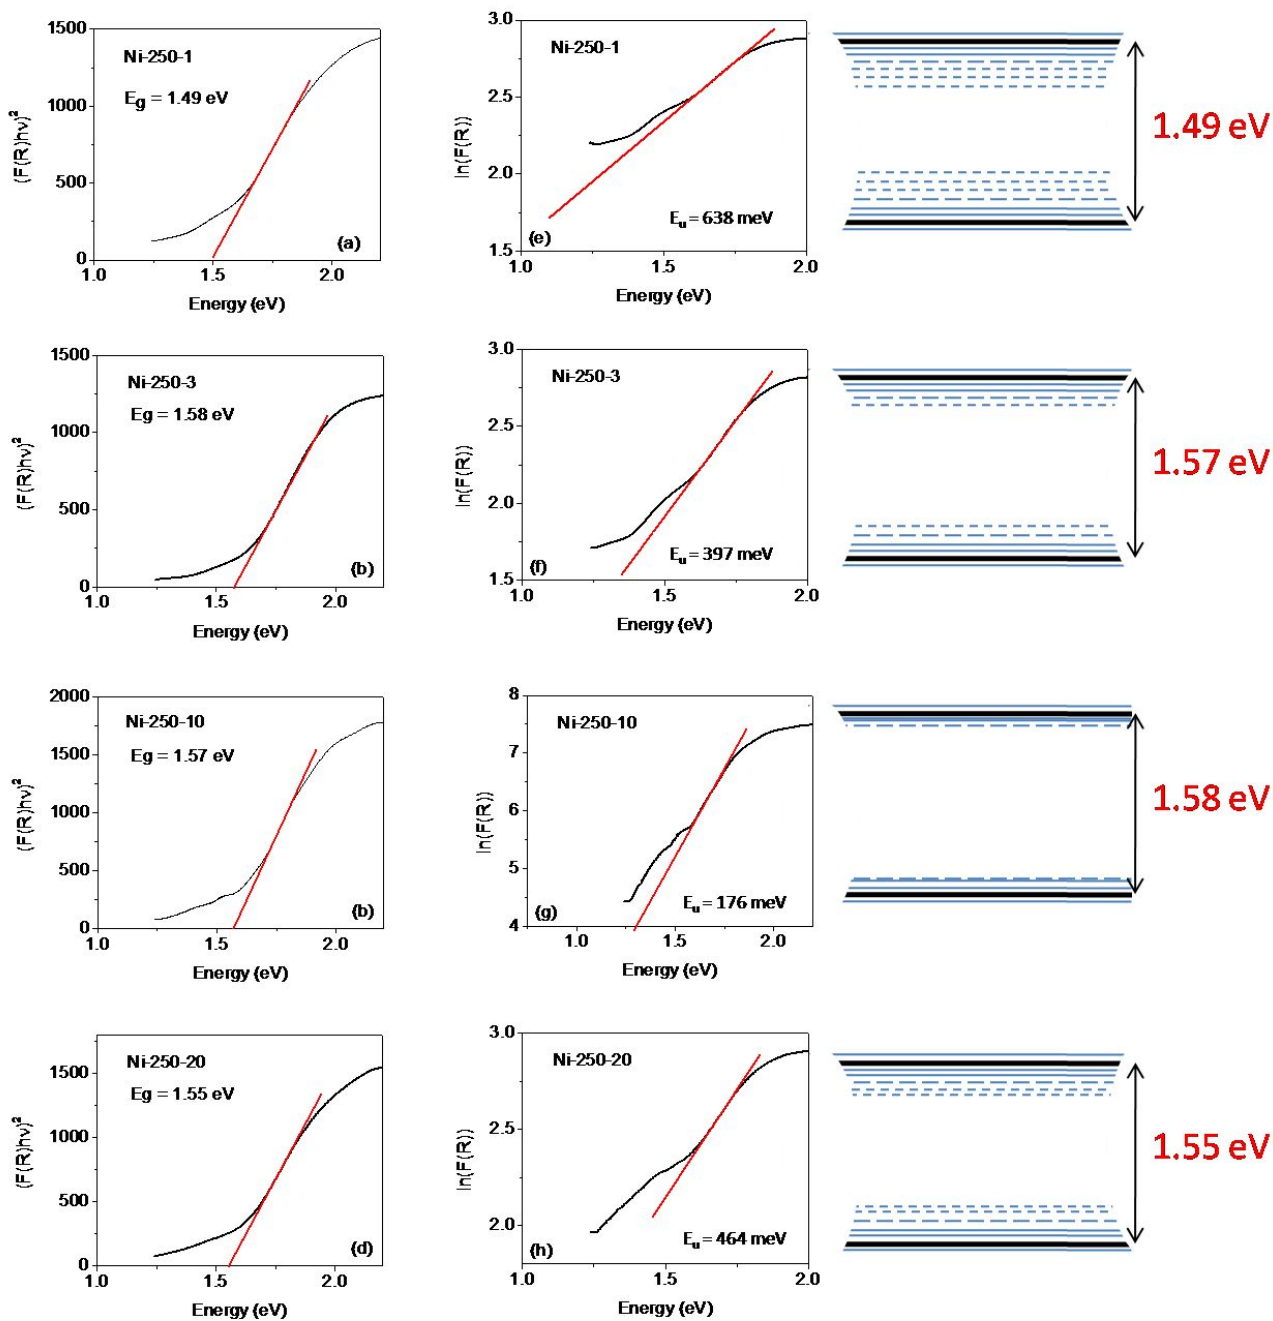 1500
1000
500
0
1.0
1.5
2.0
(F(R)hν)²
Energy (eV)
Ni-250-1
Eg = 1.49 eV
(a)
3.0
2.5
2.0
1.5
1.0
1.5
2.0
ln(F(R))
Energy (eV)
Ni-250-1
Eu = 638 meV
(e)
1.49 eV
1500
1000
500
0
1.0
1.5
2.0
(F(R)hν)²
Energy (eV)
Ni-250-3
Eg = 1.58 eV
(b)
3.0
2.5
2.0
1.5
1.0
1.5
2.0
ln(F(R))
Energy (eV)
Ni-250-3
Eu = 397 meV
(f)
1.57 eV
2000
1500
1000
500
0
1.0
1.5
2.0
(F(R)hν)²
Energy (eV)
Ni-250-10
Eg = 1.57 eV
(b)
8
7
6
5
4
1.0
1.5
2.0
ln(F(R))
Energy (eV)
Ni-250-10
Eu = 176 meV
(g)
1.58 eV
1500
1000
500
0
1.0
1.5
2.0
(F(R)hν)²
Energy (eV)
Ni-250-20
Eg = 1.55 eV
(d)
3.0
2.5
2.0
1.0
1.5
2.0
ln(F(R))
Energy (eV)
Ni-250-20
Eu = 464 meV
(h)
1.55 eV